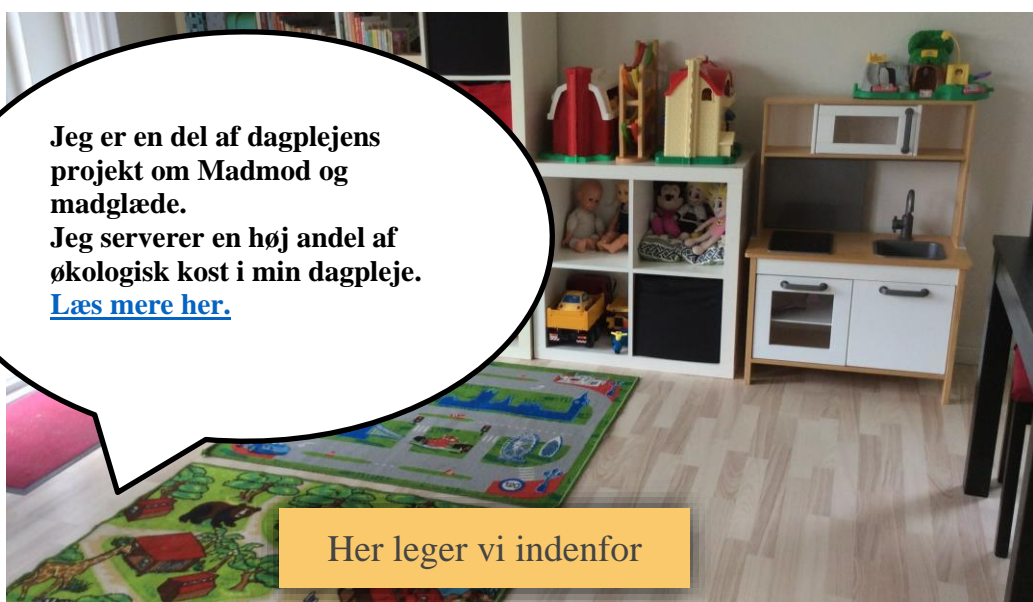 Jeg er en del af dagplejens
projekt om Madmod og
madglæde.
Jeg serverer en høj andel af
økologisk kost i min dagpleje.
Læs mere her.
Her leger vi indenfor